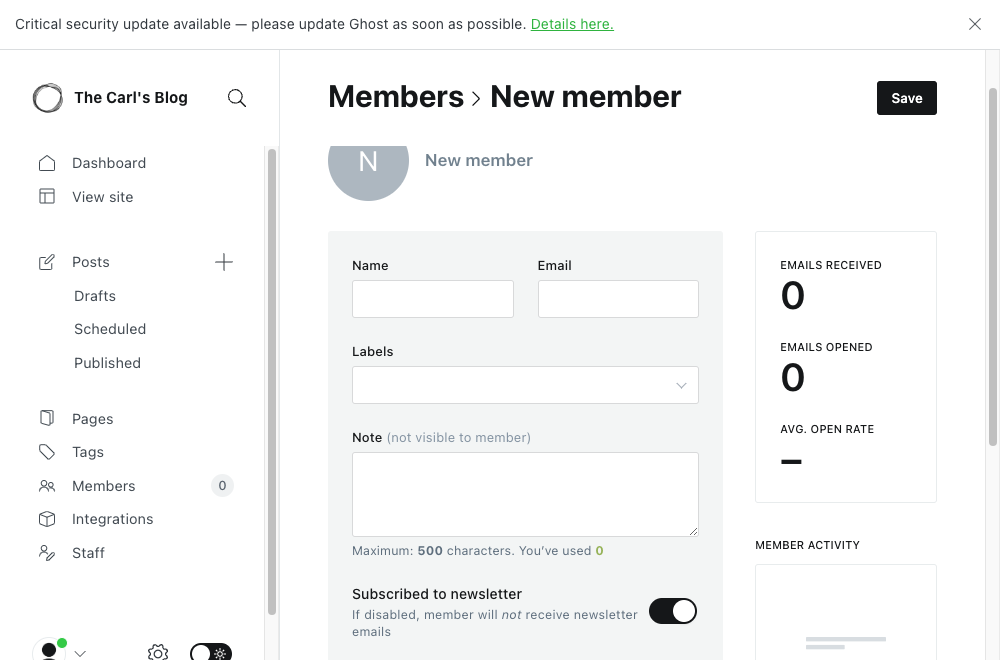 Critical security update available — please update Ghost as soon as possible. Details here.
The Carl's Blog
Dashboard
View site
Posts
Drafts
Scheduled
Published
Pages
Tags
Members 0
Integrations
Staff
Members › New member
Save
N
New member
Name
Email
Labels
Note (not visible to member)
Maximum: 500 characters. You've used 0
Subscribed to newsletter
If disabled, member will not receive newsletter
emails
EMAILS RECEIVED
0
EMAILS OPENED
0
AVG. OPEN RATE
–
MEMBER ACTIVITY